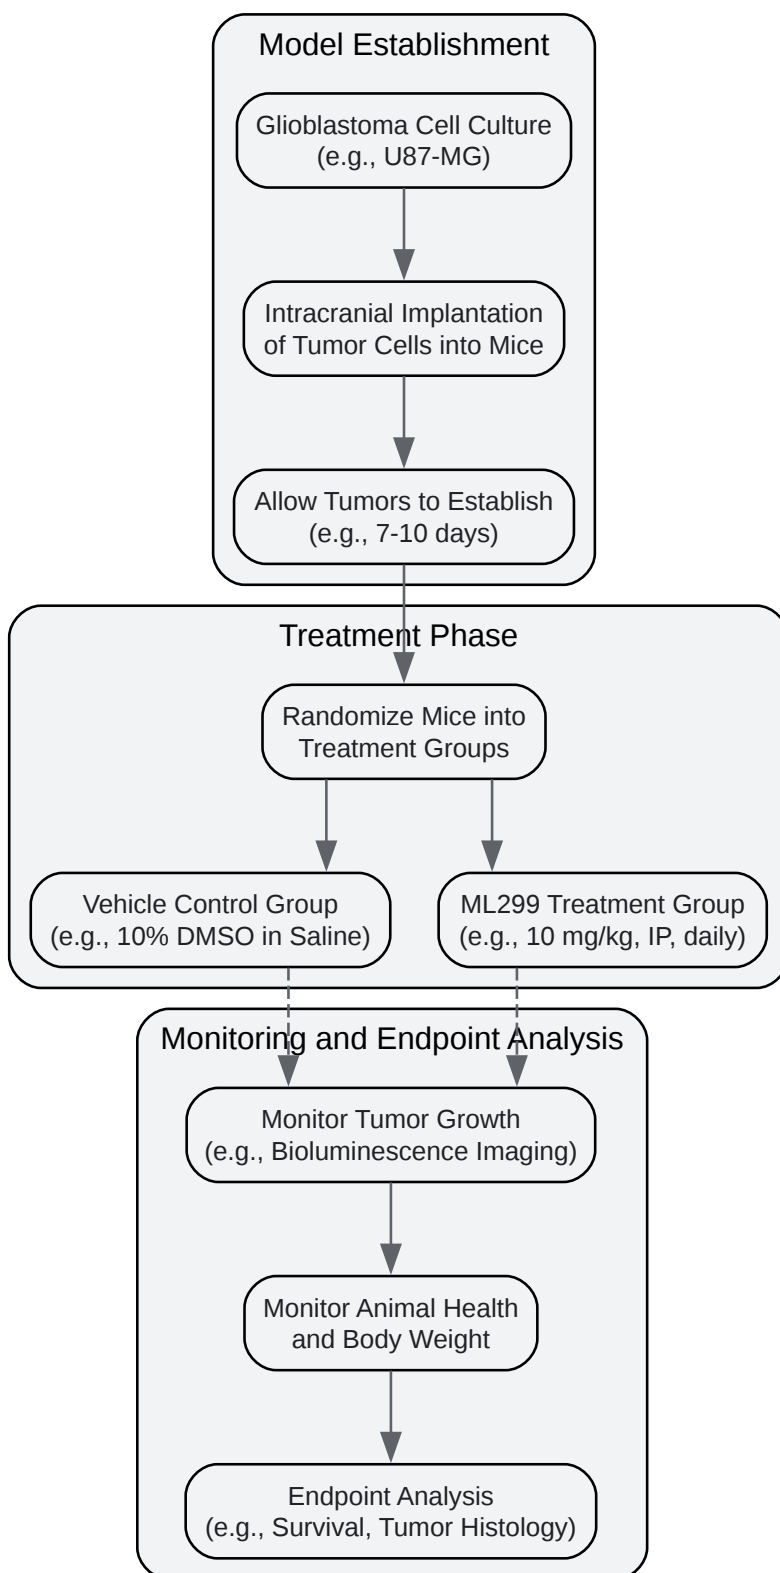 Model Establishment
Glioblastoma Cell Culture
(e.g., U87-MG)
Intracranial Implantation
of Tumor Cells into Mice
Allow Tumors to Establish
(e.g., 7-10 days)
Treatment Phase
Randomize Mice into
Treatment Groups
Vehicle Control Group
(e.g., 10% DMSO in Saline)
ML299 Treatment Group
(e.g., 10 mg/kg, IP, daily)
Monitoring and Endpoint Analysis
Monitor Tumor Growth
(e.g., Bioluminescence Imaging)
Monitor Animal Health
and Body Weight
Endpoint Analysis
(e.g., Survival, Tumor Histology)